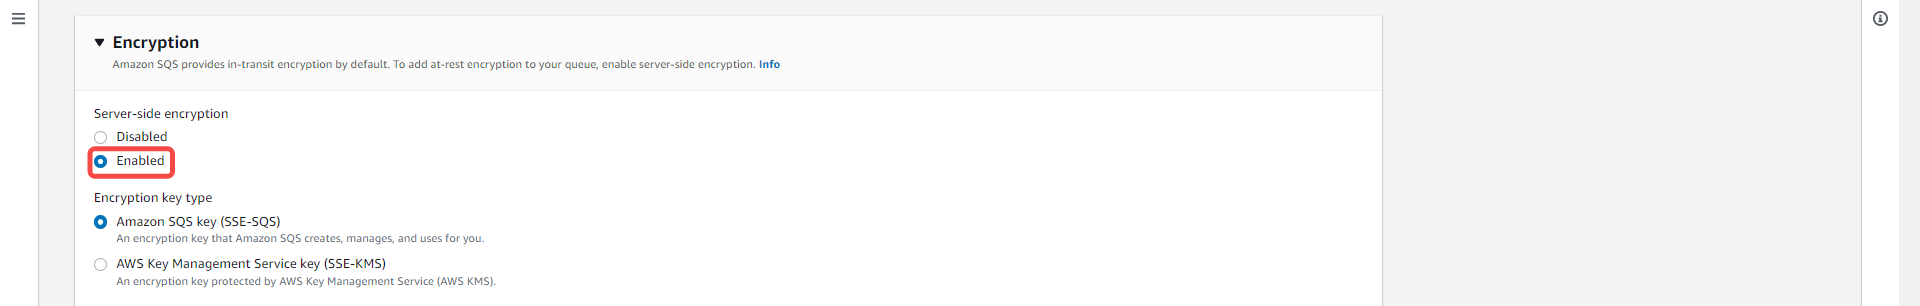 Encryption
Amazon SQS provides in-transit encryption by default. To add at-rest encryption to your queue, enable server-side encryption. Info
Server-side encryption
Disabled
Enabled
Encryption key type
Amazon SQS key (SSE-SQS)
An encryption key that Amazon SQS creates, manages, and uses for you.
AWS Key Management Service key (SSE-KMS)
An encryption key protected by AWS Key Management Service (AWS KMS).